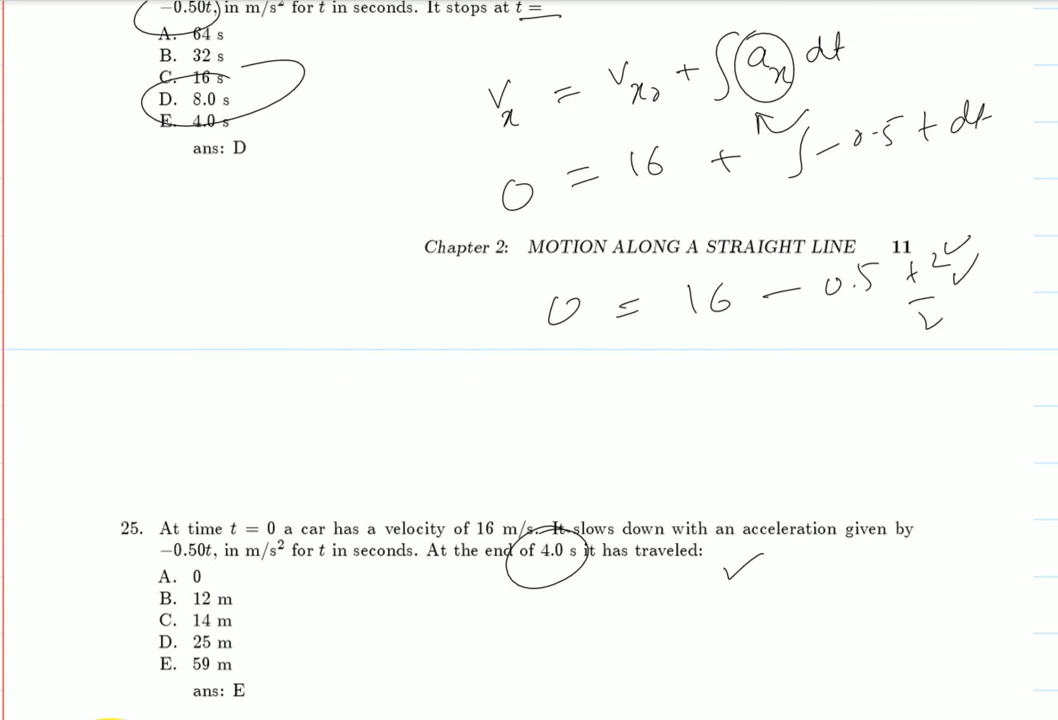 −0.50t, in m/s² for t in seconds. It stops at t =
A. 64 s
B. 32 s
C. 16 s
D. 8.0 s
E. 4.0 s
ans: D
Vx = Vx0 + ∫ ax dt
0 = 16 + ∫ −0.5 t dt
Chapter 2: MOTION ALONG A STRAIGHT LINE 11
0 = 16 − 0.5 t²/2
25. At time t = 0 a car has a velocity of 16 m/s. It slows down with an acceleration given by
−0.50t, in m/s² for t in seconds. At the end of 4.0 s it has traveled:
A. 0
B. 12 m
C. 14 m
D. 25 m
E. 59 m
ans: E